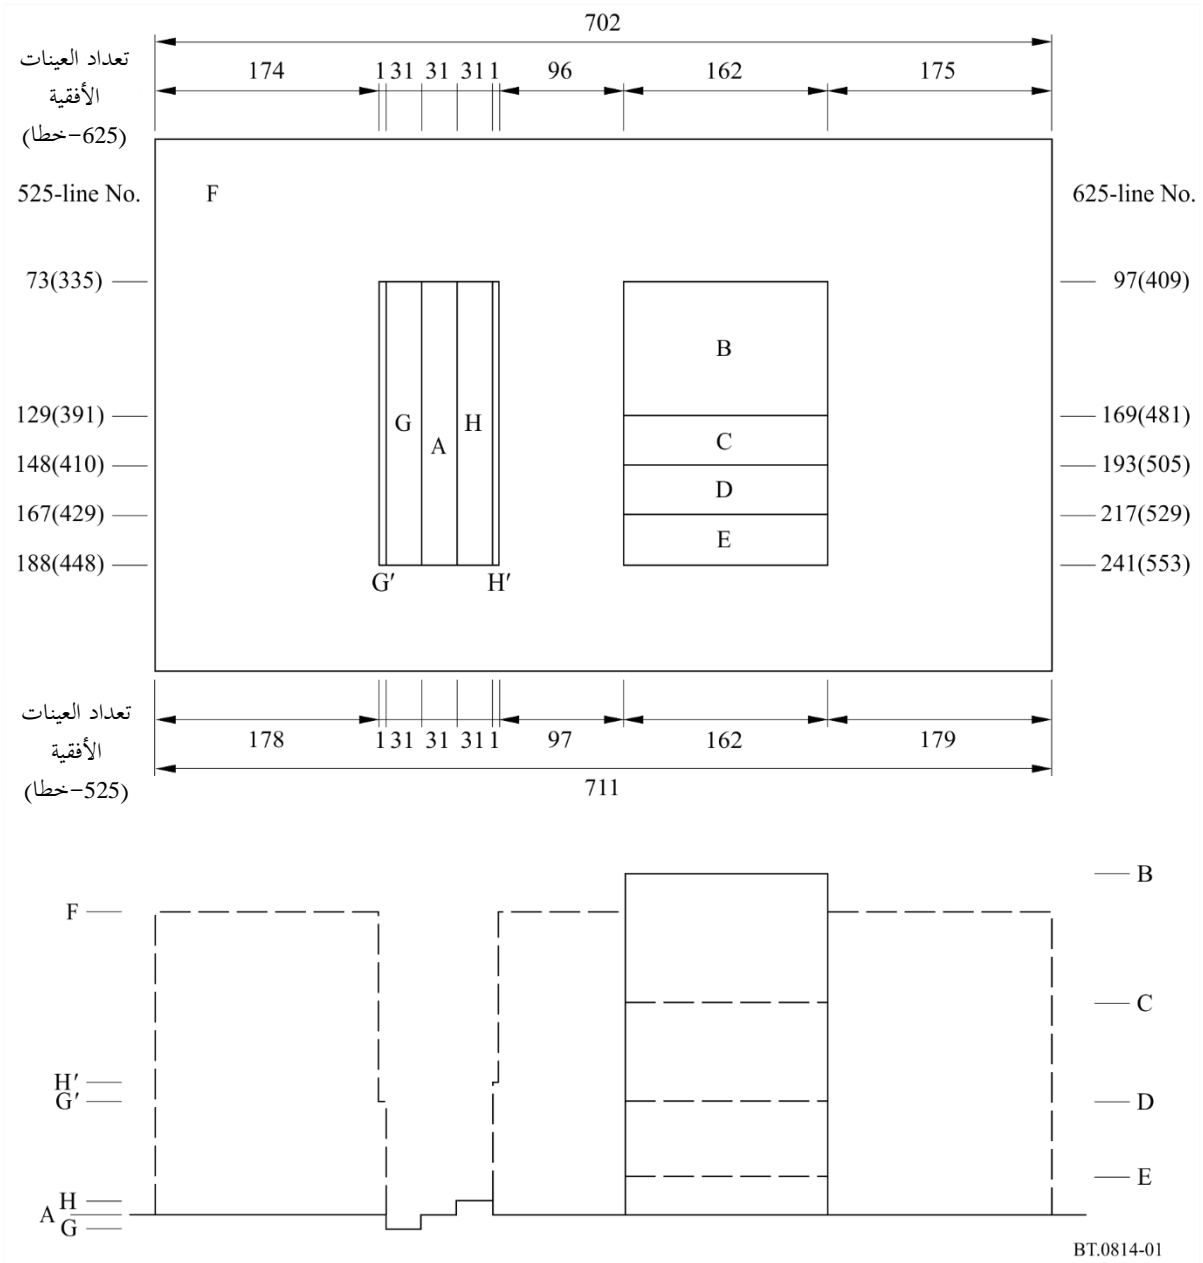 702
تعداد العينات
الأفقية
(625-خطا)
174 1 31 31 31 1 96 162 175
525-line No. F 625-line No.
73(335) 97(409)
B
129(391) 169(481)
G A H C
148(410) 193(505)
D
167(429) 217(529)
E
188(448) 241(553)
G′ H′
تعداد العينات
الأفقية
(525-خطا)
178 1 31 31 31 1 97 162 179
711
B
F
C
H′
G′ D
E
H
A
G
BT.0814-01